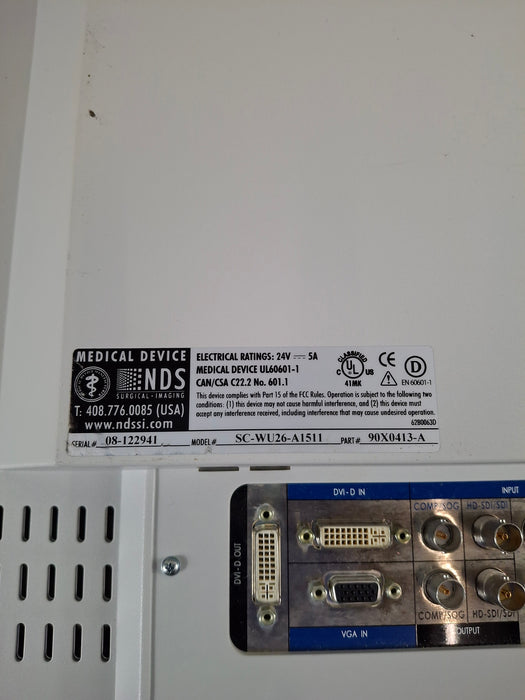 MEDICAL DEVICE
NDS
SURGICAL - IMAGING
T: 408.776.0085 (USA)
www.ndssi.com
ELECTRICAL RATINGS: 24V ⎓ 5A
MEDICAL DEVICE UL60601-1
CAN/CSA C22.2 No. 601.1
CLASSIFIED
C UL US
41MK
CE
D
EN 60601-1
This device complies with Part 15 of the FCC Rules. Operation is subject to the following two
conditions: (1) this device may not cause harmful interference, and (2) this device must
accept any interference received, including interference that may cause undesired operation.
62B0063D
SERIAL# 08-122941 MODEL# SC-WU26-A1511 PART# 90X0413-A
DVI-D IN
INPUT
DVI-D OUT
COMP/SOG
HD-SDI/SDI
COMP/SOG
HD-SDI/SDI
VGA IN
OUTPUT